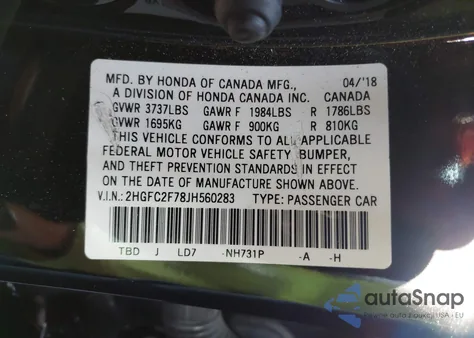 MFD. BY HONDA OF CANADA MFG., 04/'18
A DIVISION OF HONDA CANADA INC. CANADA
GVWR 3737LBS GAWR F 1984LBS R 1786LBS
GVWR 1695KG GAWR F 900KG R 810KG
THIS VEHICLE CONFORMS TO ALL APPLICABLE
FEDERAL MOTOR VEHICLE SAFETY, BUMPER,
AND THEFT PREVENTION STANDARDS IN EFFECT
ON THE DATE OF MANUFACTURE SHOWN ABOVE.
V.I.N.: 2HGFC2F78JH560283 TYPE: PASSENGER CAR
TBD J LD7 -NH731P -A -H
autaSnap